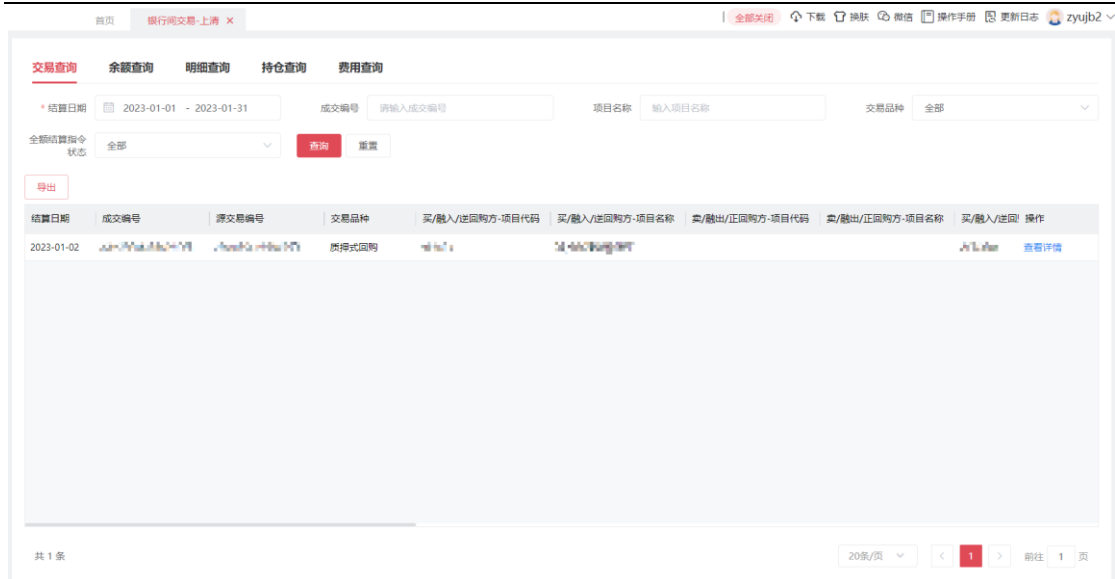 首页 银行间交易-上清 × 全部关闭 下载 换肤 微信 操作手册 更新日志 zyujb2
交易查询 余额查询 明细查询 持仓查询 费用查询
* 结算日期 2023-01-01 - 2023-01-31 成交编号 请输入成交编号 项目名称 输入项目名称 交易品种 全部
全额结算指令
状态 全部 查询 重置
导出
结算日期 成交编号 源交易编号 交易品种 买/融入/逆回购方-项目代码 买/融入/逆回购方-项目名称 卖/融出/正回购方-项目代码 卖/融出/正回购方-项目名称 买/融入/逆回 操作
2023-01-02 质押式回购 查看详情
共 1 条 20条/页 < 1 > 前往 1 页